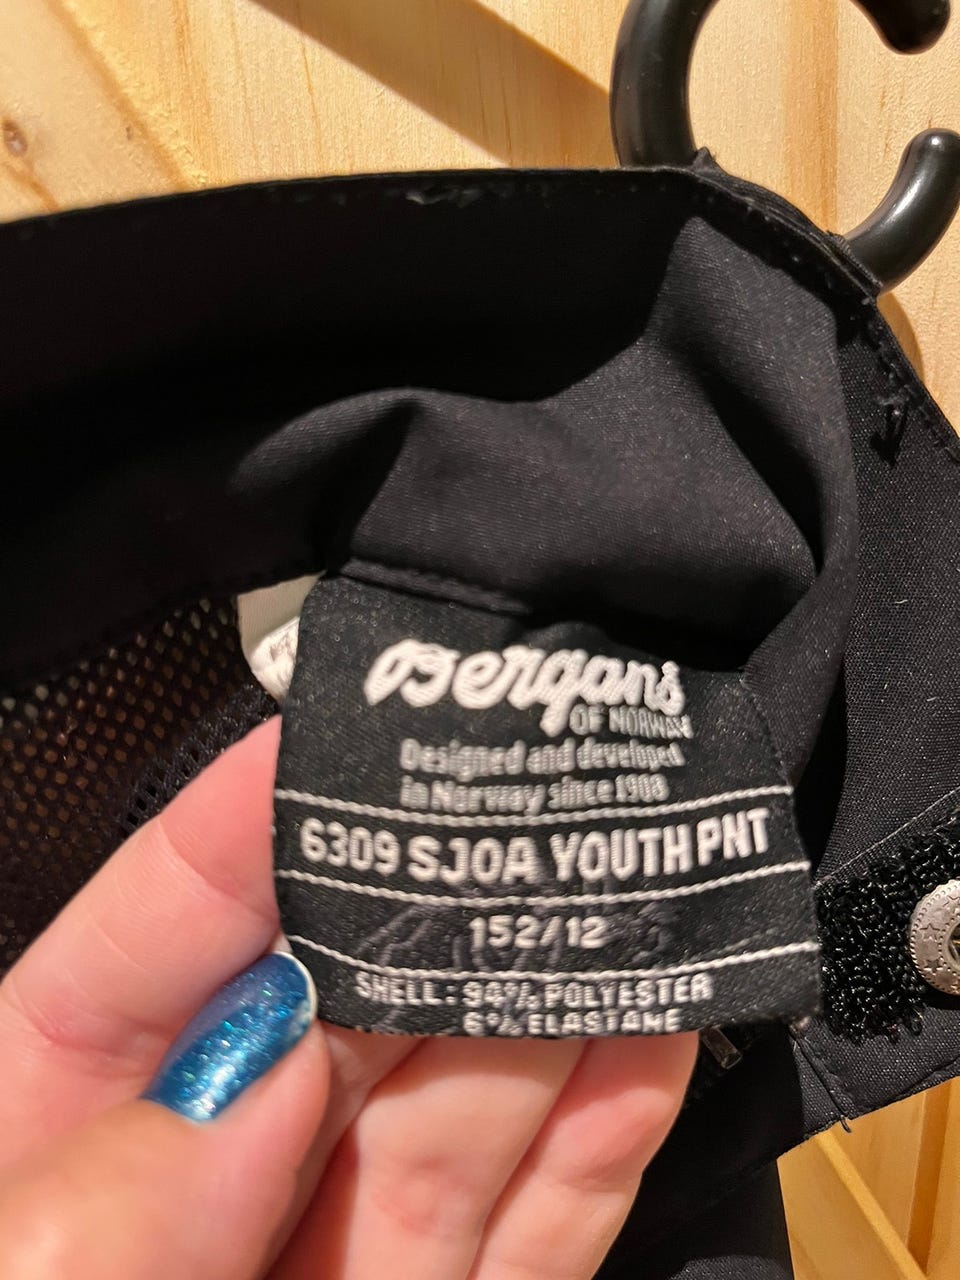 Bergans
OF NORWAY
Designed and developed
in Norway since 1908
6309 SJOA YOUTH PNT
152/12
SHELL: 94% POLYESTER
6% ELASTANE